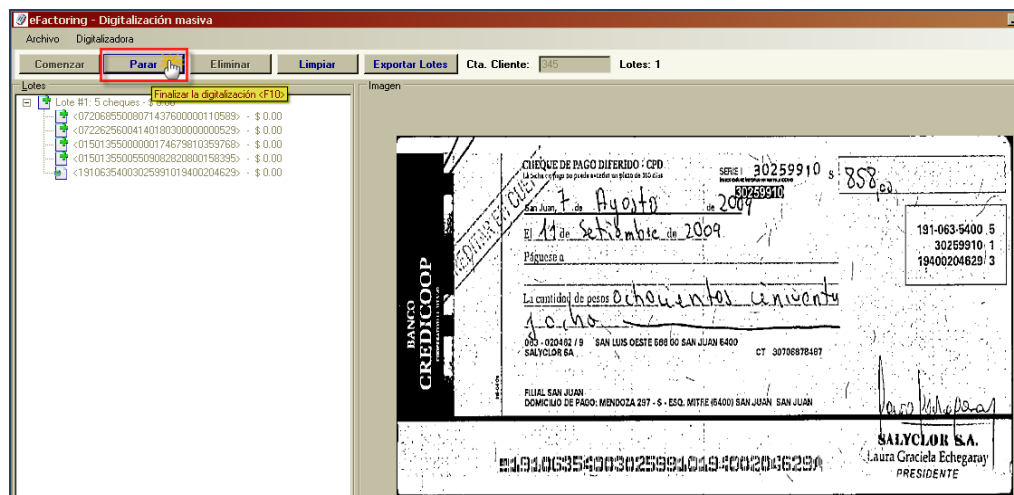 eFactoring - Digitalización masiva
Archivo Digitalizadora
Comenzar Parar Eliminar Limpiar Exportar Lotes Cta. Cliente: 345 Lotes: 1
Finalizar la digitalización <F10>
Lotes
Lote #1: 5 cheques - $ 0.00
<07206855008071437600000110589> - $ 0.00
<07226256004140180300000000529> - $ 0.00
<01501355000000174679810359768> - $ 0.00
<01501355005509082820800158395> - $ 0.00
<19106354003025991019400204629> - $ 0.00
Imagen
CHEQUE DE PAGO DIFERIDO - CPD
SERIE I 30259910 $ 858,00
30259910
San Juan, 7 de Agosto de 2009
El 11 de Setiembre de 2009
Páguese a
191-063-5400 5
30259910 1
19400204629 3
La cantidad de pesos ochocientos cincuenta
y ocho
BANCO
CREDICOOP
063 - 020462 / 9 SAN LUIS OESTE 568 00 SAN JUAN 5400
SALYCLOR SA CT 30706878487
FILIAL SAN JUAN
DOMICILIO DE PAGO: MENDOZA 297 - S - ESQ. MITRE (5400) SAN JUAN SAN JUAN
SALYCLOR S.A.
Laura Graciela Echegaray
PRESIDENTE